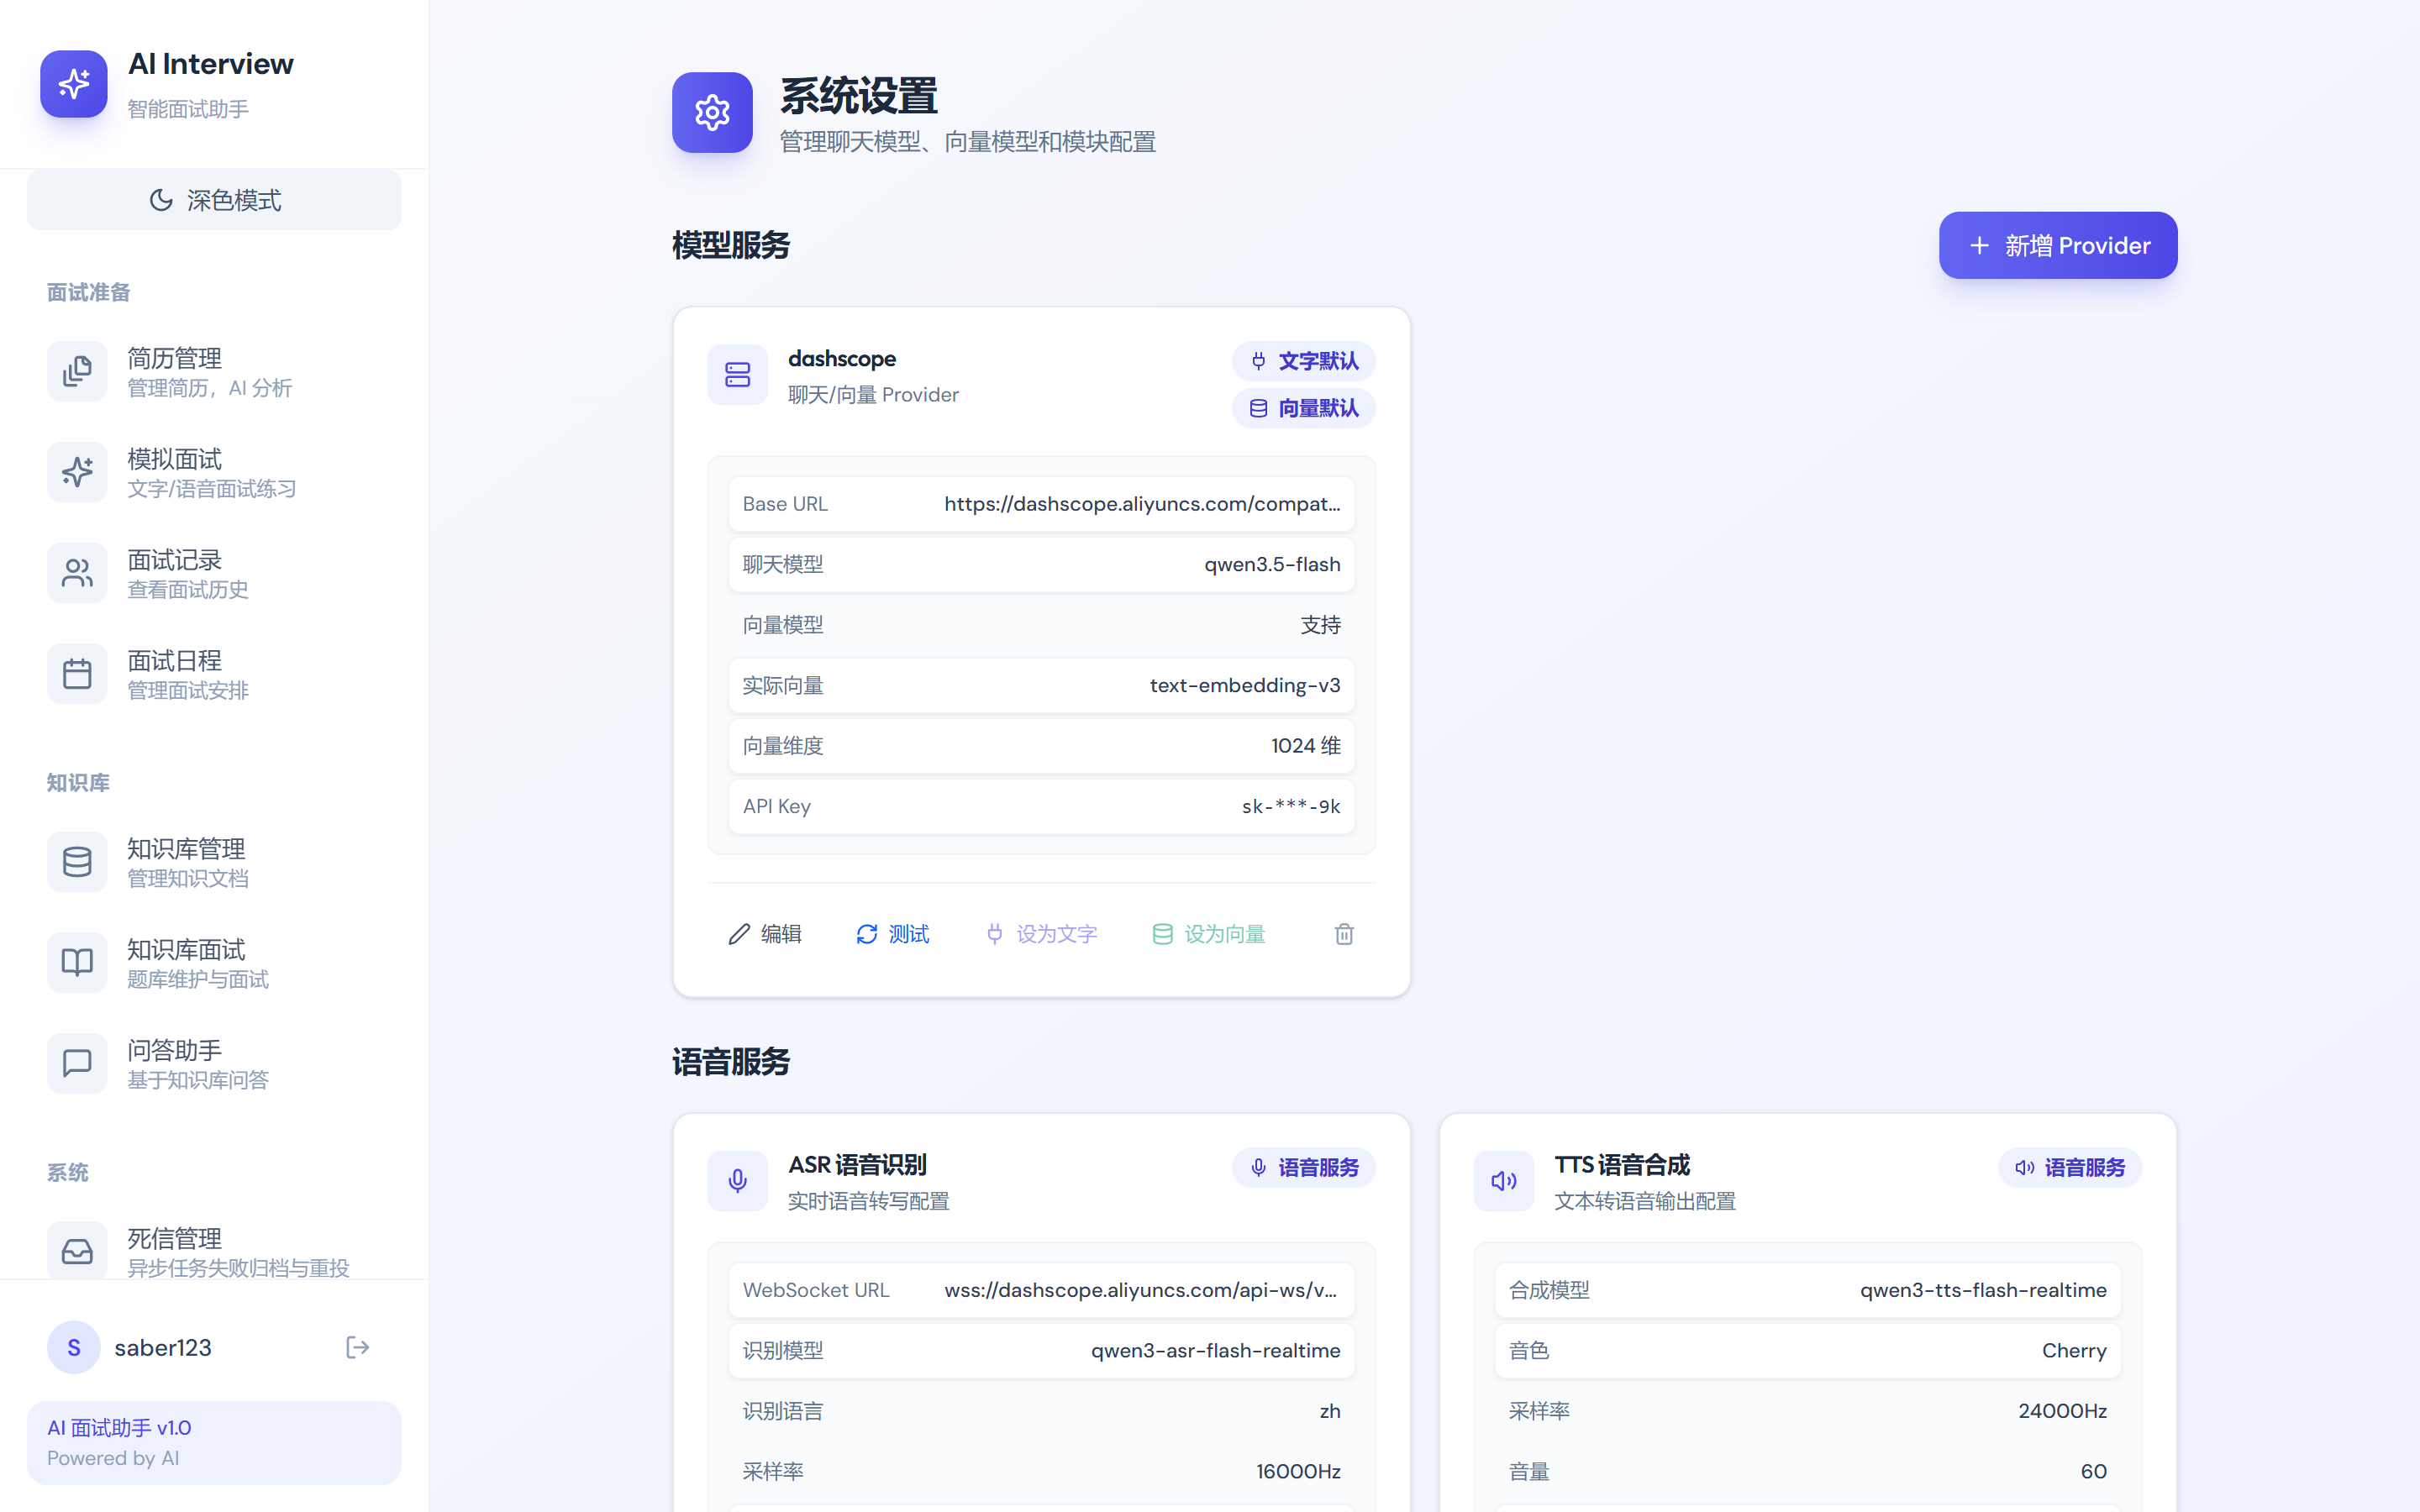 AI Interview
智能面试助手
深色模式
面试准备
简历管理
管理简历，AI 分析
模拟面试
文字/语音面试练习
面试记录
查看面试历史
面试日程
管理面试安排
知识库
知识库管理
管理知识文档
知识库面试
题库维护与面试
问答助手
基于知识库问答
系统
死信管理
异步任务失败归档与重投
S saber123
AI 面试助手 v1.0
Powered by AI
系统设置
管理聊天模型、向量模型和模块配置
模型服务
新增 Provider
dashscope
聊天/向量 Provider
文字默认
向量默认
Base URL https://dashscope.aliyuncs.com/compat...
聊天模型 qwen3.5-flash
向量模型 支持
实际向量 text-embedding-v3
向量维度 1024 维
API Key sk-***-9k
编辑 测试 设为文字 设为向量
语音服务
ASR 语音识别
实时语音转写配置
语音服务
WebSocket URL wss://dashscope.aliyuncs.com/api-ws/v...
识别模型 qwen3-asr-flash-realtime
识别语言 zh
采样率 16000Hz
TTS 语音合成
文本转语音输出配置
语音服务
合成模型 qwen3-tts-flash-realtime
音色 Cherry
采样率 24000Hz
音量 60